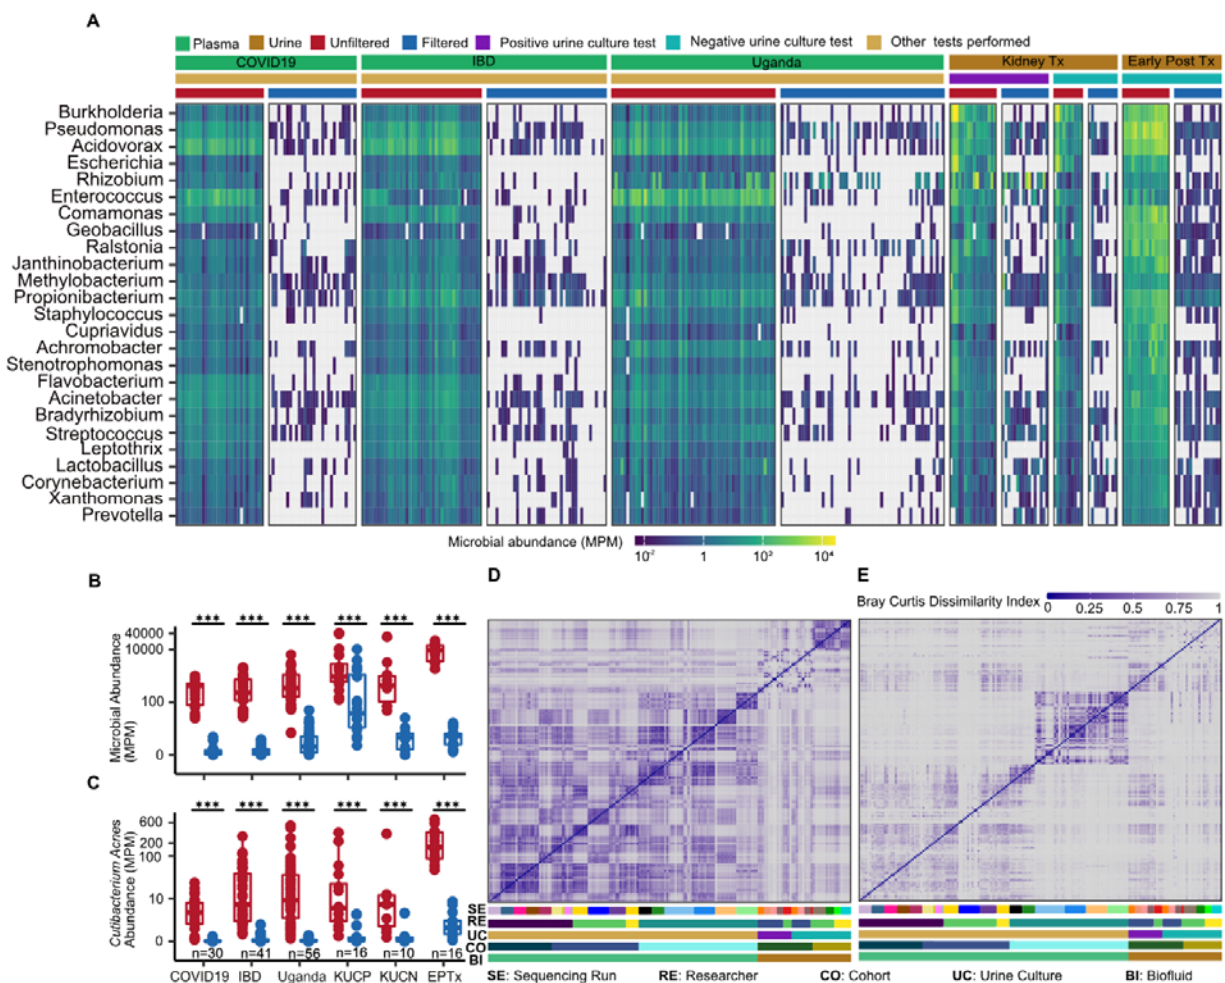 A
Plasma Urine Unfiltered Filtered Positive urine culture test Negative urine culture test Other tests performed
COVID19 IBD Uganda Kidney Tx Early Post Tx
Burkholderia
Pseudomonas
Acidovorax
Escherichia
Rhizobium
Enterococcus
Comamonas
Geobacillus
Ralstonia
Janthinobacterium
Methylobacterium
Propionibacterium
Staphylococcus
Cupriavidus
Achromobacter
Stenotrophomonas
Flavobacterium
Acinetobacter
Bradyrhizobium
Streptococcus
Leptothrix
Lactobacillus
Corynebacterium
Xanthomonas
Prevotella
Microbial abundance (MPM)
10⁻² 1 10³ 10⁴
B
*** *** *** *** *** ***
Microbial Abundance
(MPM)
40000
10000
100
0
C
*** *** *** *** *** ***
Cutibacterium Acnes
Abundance (MPM)
600
200
100
10
0
n=30 n=41 n=56 n=16 n=10 n=16
COVID19 IBD Uganda KUCP KUCN EPTx
D
E
Bray Curtis Dissimilarity Index 0 0.25 0.5 0.75 1
SE
RE
UC
CO
BI
SE: Sequencing Run RE: Researcher CO: Cohort UC: Urine Culture BI: Biofluid